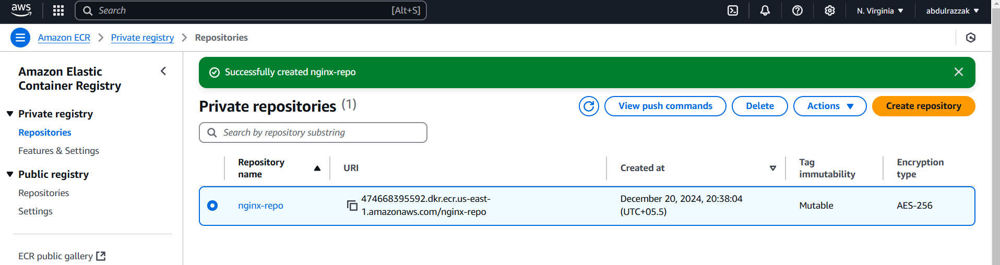 aws
Search
[Alt+S]
N. Virginia
abdulrazzak
Amazon ECR
Private registry
Repositories
Amazon Elastic
Container Registry
Private registry
Repositories
Features & Settings
Public registry
Repositories
Settings
ECR public gallery
Successfully created nginx-repo
Private repositories (1)
View push commands
Delete
Actions
Create repository
Search by repository substring
Repository
name
URI
Created at
Tag
immutability
Encryption
type
nginx-repo
474668395592.dkr.ecr.us-east-
1.amazonaws.com/nginx-repo
December 20, 2024, 20:38:04
(UTC+05.5)
Mutable
AES-256